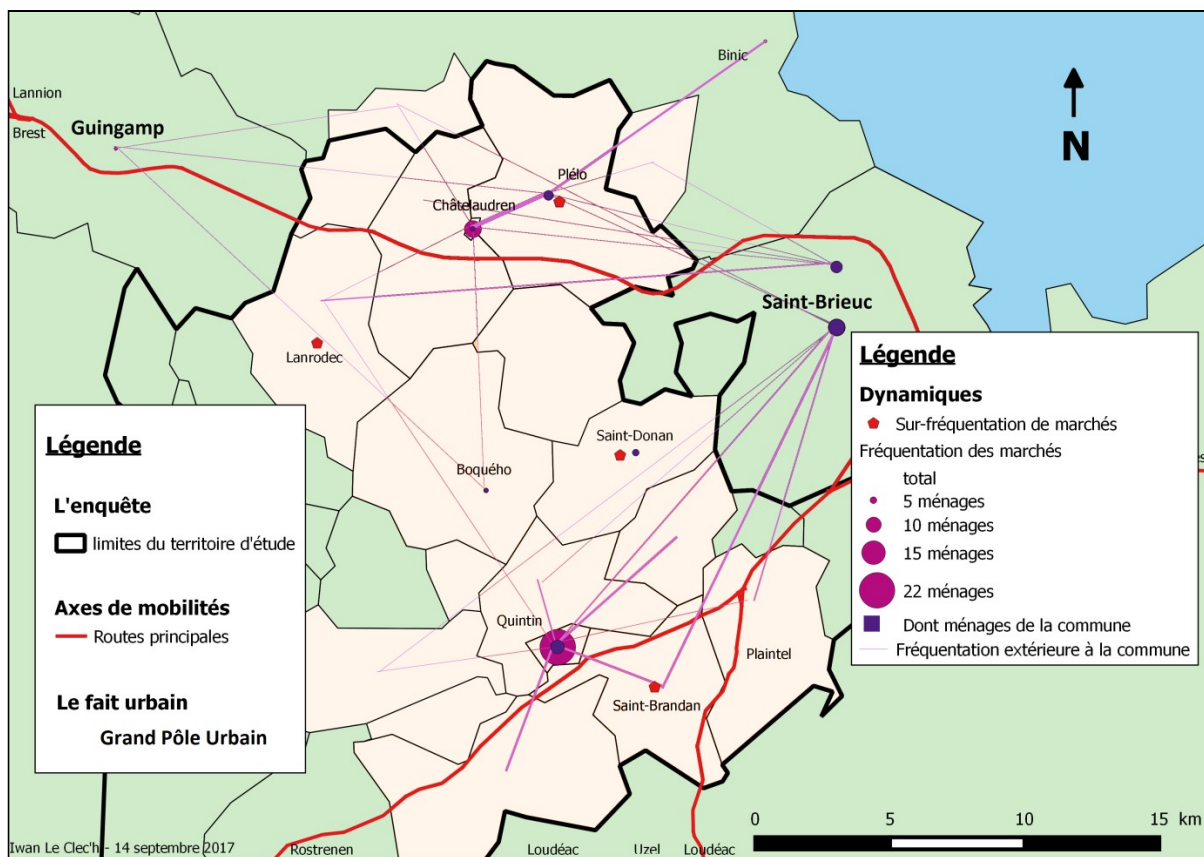 Binic
Lannion
Brest
Guingamp
N
Plélo
Châtelaudren
Saint-Brieuc
Lanrodec
Saint-Donan
Boquého
Quintin
Plaintel
Saint-Brandan
Légende
L'enquête
limites du territoire d'étude
Axes de mobilités
Routes principales
Le fait urbain
Grand Pôle Urbain
Légende
Dynamiques
Sur-fréquentation de marchés
Fréquentation des marchés
total
5 ménages
10 ménages
15 ménages
22 ménages
Dont ménages de la commune
Fréquentation extérieure à la commune
0 5 10 15 km
Iwan Le Clec'h - 14 septembre 2017
Rostrenen
Loudéac
Uzel
Loudéac